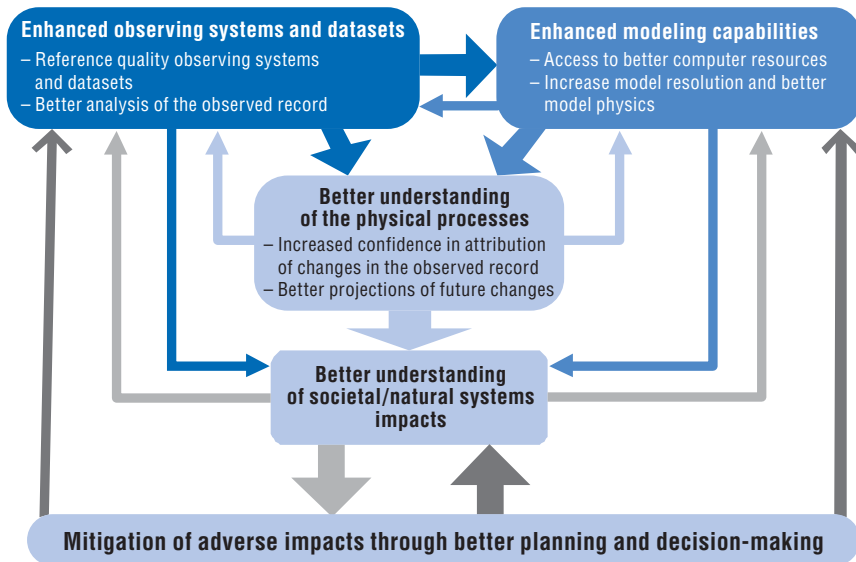 Enhanced observing systems and datasets
– Reference quality observing systems
and datasets
– Better analysis of the observed record
Enhanced modeling capabilities
– Access to better computer resources
– Increase model resolution and better
model physics
Better understanding
of the physical processes
– Increased confidence in attribution
of changes in the observed record
– Better projections of future changes
Better understanding
of societal/natural systems
impacts
Mitigation of adverse impacts through better planning and decision-making